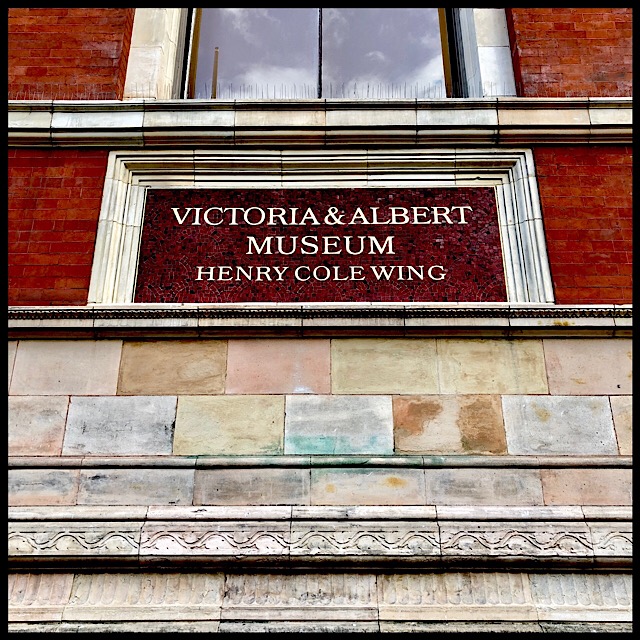 VICTORIA & ALBERT
MUSEUM
HENRY COLE WING